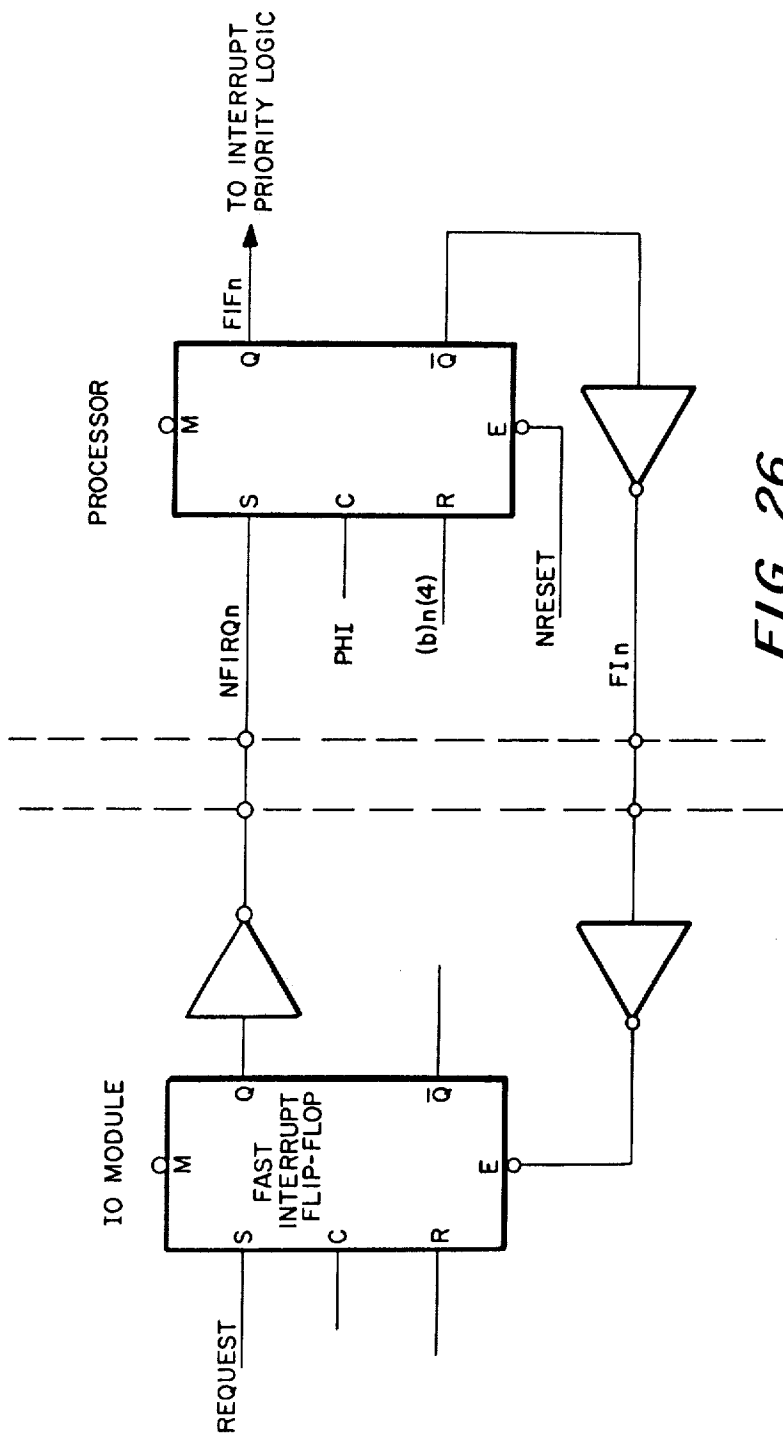 IO MODULE
REQUEST
S
C
R
M
E
Q
Q̅
FAST
INTERRUPT
FLIP-FLOP
NFIRQn
PHI
(b)n(4)
NRESET
FIn
PROCESSOR
S
C
R
M
E
Q
Q̅
FIFn
TO INTERRUPT
PRIORITY LOGIC
FIG. 26